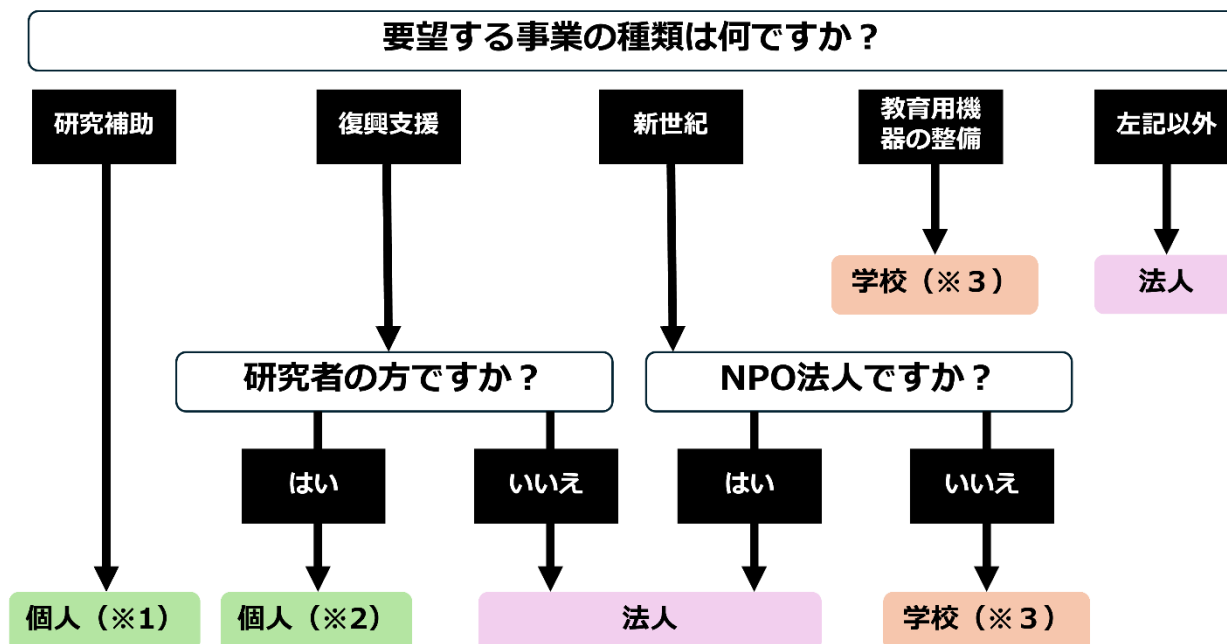 要望する事業の種類は何ですか？
研究補助
復興支援
新世紀
教育用機
器の整備
左記以外
学校（※３）
法人
研究者の方ですか？
NPO法人ですか？
はい
いいえ
はい
いいえ
個人（※1）
個人（※2）
法人
学校（※３）